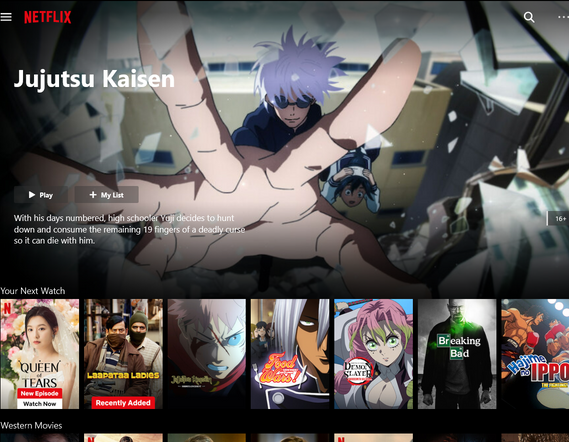 NETFLIX
Jujutsu Kaisen
Play
+ My List
With his days numbered, high schooler Yuji decides to hunt
down and consume the remaining 19 fingers of a deadly curse
so it can die with him.
16+
Your Next Watch
N
QUEEN
OF
TEARS
New Episode
Watch Now
LAAPATAA LADIES
Recently Added
Food
Wars!
DEMON
SLAYER
Breaking
Bad
Hajime
no IPPO
THE FIGHTING!
Western Movies
N
N